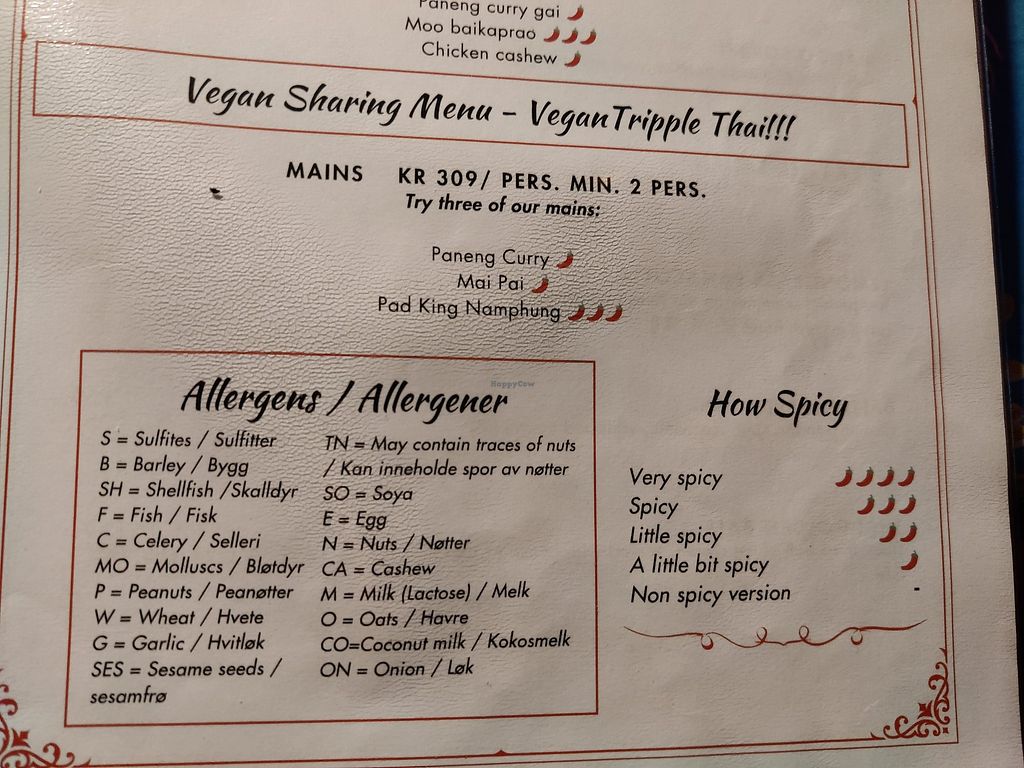 Paneng curry gai
Moo baikaprao
Chicken cashew
Vegan Sharing Menu - VeganTripple Thai!!!
MAINS KR 309/ PERS. MIN. 2 PERS.
Try three of our mains:
Paneng Curry
Mai Pai
Pad King Namphung
Allergens / Allergener
S = Sulfites / Sulfitter
B = Barley / Bygg
SH = Shellfish /Skalldyr
F = Fish / Fisk
C = Celery / Selleri
MO = Molluscs / Bløtdyr
P = Peanuts / Peanøtter
W = Wheat / Hvete
G = Garlic / Hvitløk
SES = Sesame seeds /
sesamfrø
TN = May contain traces of nuts
/ Kan inneholde spor av nøtter
SO = Soya
E = Egg
N = Nuts / Nøtter
CA = Cashew
M = Milk (Lactose) / Melk
O = Oats / Havre
CO=Coconut milk / Kokosmelk
ON = Onion / Løk
How Spicy
Very spicy
Spicy
Little spicy
A little bit spicy
Non spicy version -
HappyCow